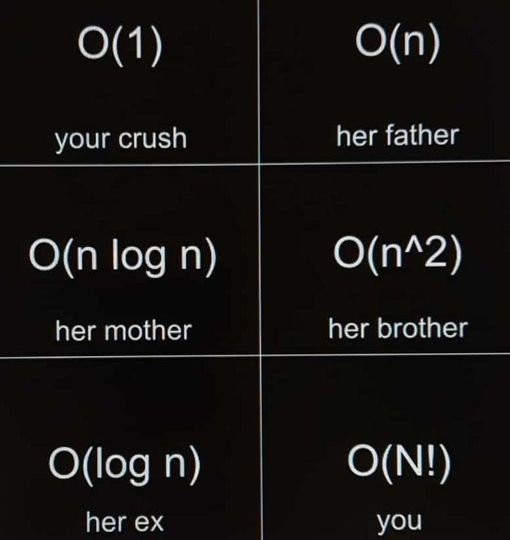 O(1)
your crush
O(n)
her father
O(n log n)
her mother
O(n^2)
her brother
O(log n)
her ex
O(N!)
you